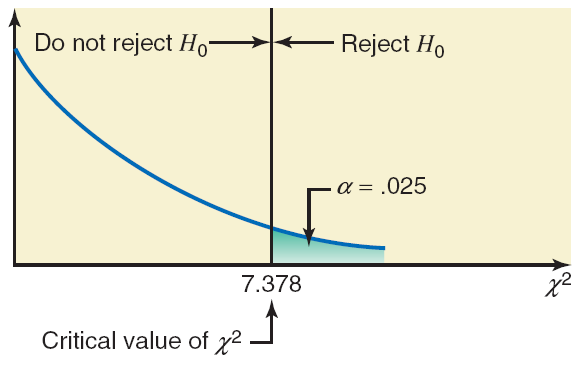 Do not reject H₀
Reject H₀
α = .025
7.378
χ²
Critical value of χ²